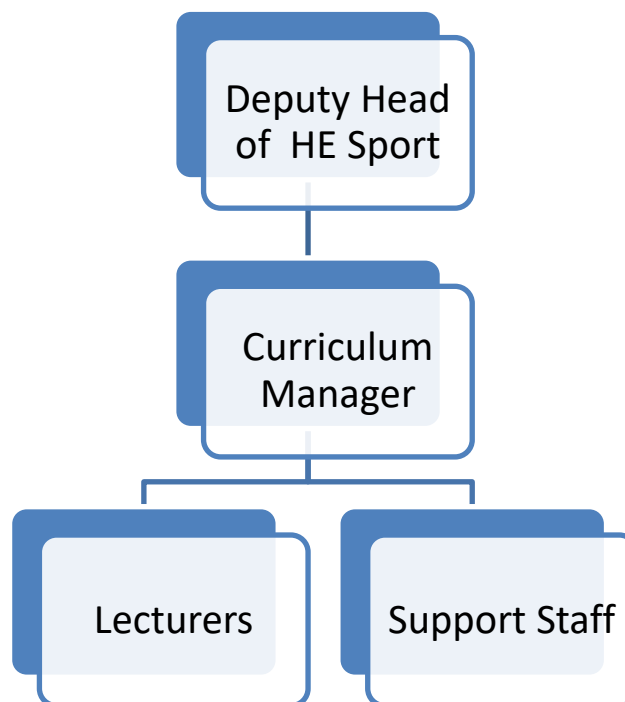 Deputy Head
of  HE Sport
Curriculum
Manager
Lecturers
Support Staff